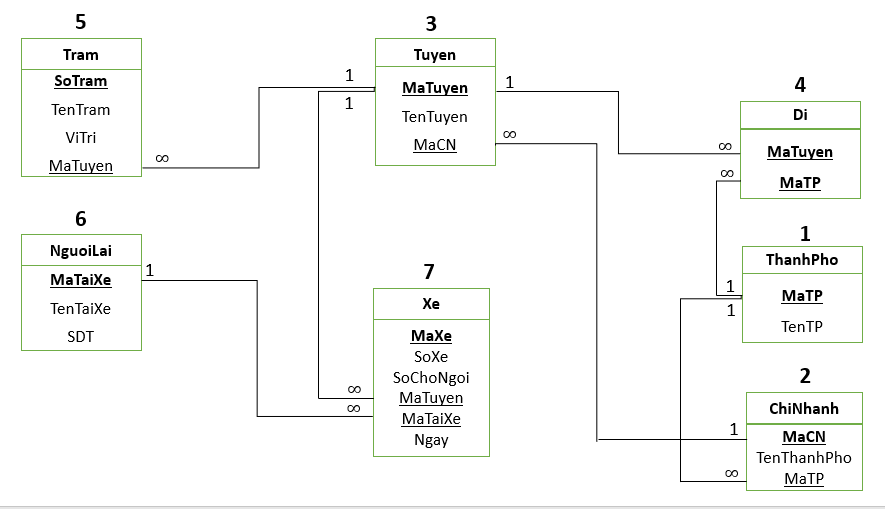 5
Tram
SoTram
TenTram
ViTri
MaTuyen
∞
3
Tuyen
MaTuyen
TenTuyen
MaCN
1
1
1
∞
4
Di
MaTuyen
MaTP
∞
∞
6
NguoiLai
MaTaiXe
TenTaiXe
SDT
1
7
Xe
MaXe
SoXe
SoChoNgoi
MaTuyen
MaTaiXe
Ngay
∞
∞
1
ThanhPho
MaTP
TenTP
1
1
2
ChiNhanh
MaCN
TenThanhPho
MaTP
1
∞